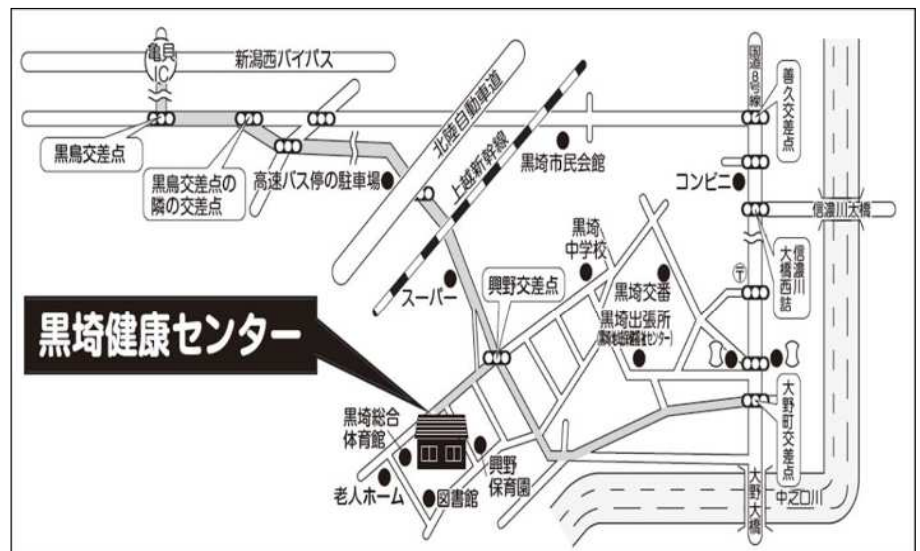 亀貝
IC
新潟西バイパス
国道8号線
善久交差点
北陸自動車道
上越新幹線
黒鳥交差点
黒鳥交差点の
隣の交差点
高速バス停の駐車場
黒埼市民会館
コンビニ
信濃川大橋
信濃川
大橋西詰
黒埼
中学校
スーパー
興野交差点
黒埼交番
〒
黒埼出張所
黒埼健康センター
大野町交差点
黒埼総合
体育館
老人ホーム
図書館
興野
保育園
大野大橋
中之口川